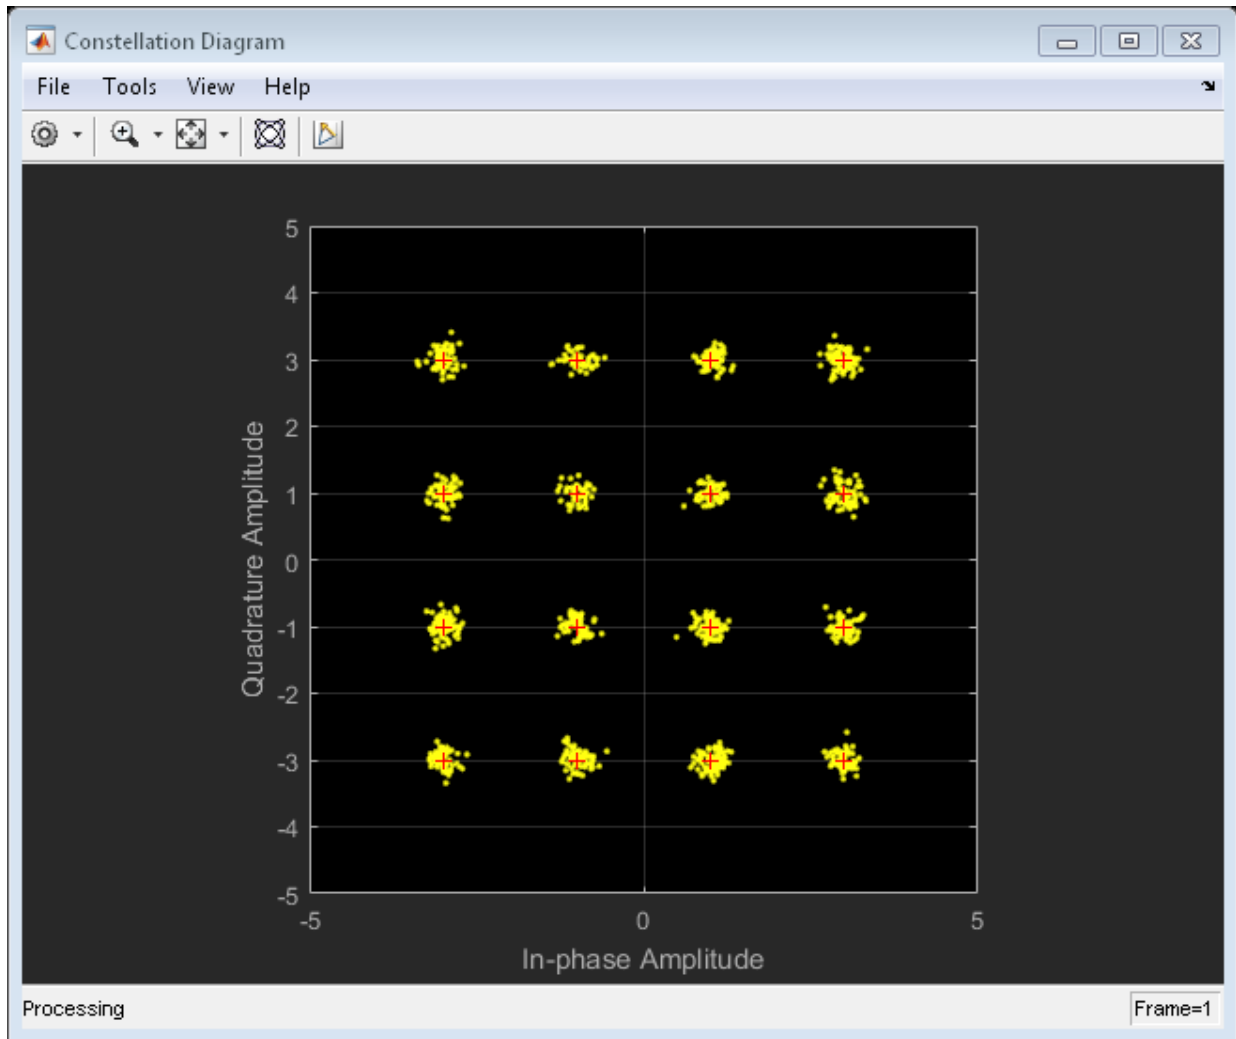 Constellation Diagram
File Tools View Help
5
4
3
2
1
0
-1
-2
-3
-4
-5
Quadrature Amplitude
-5 0 5
In-phase Amplitude
Processing Frame=1